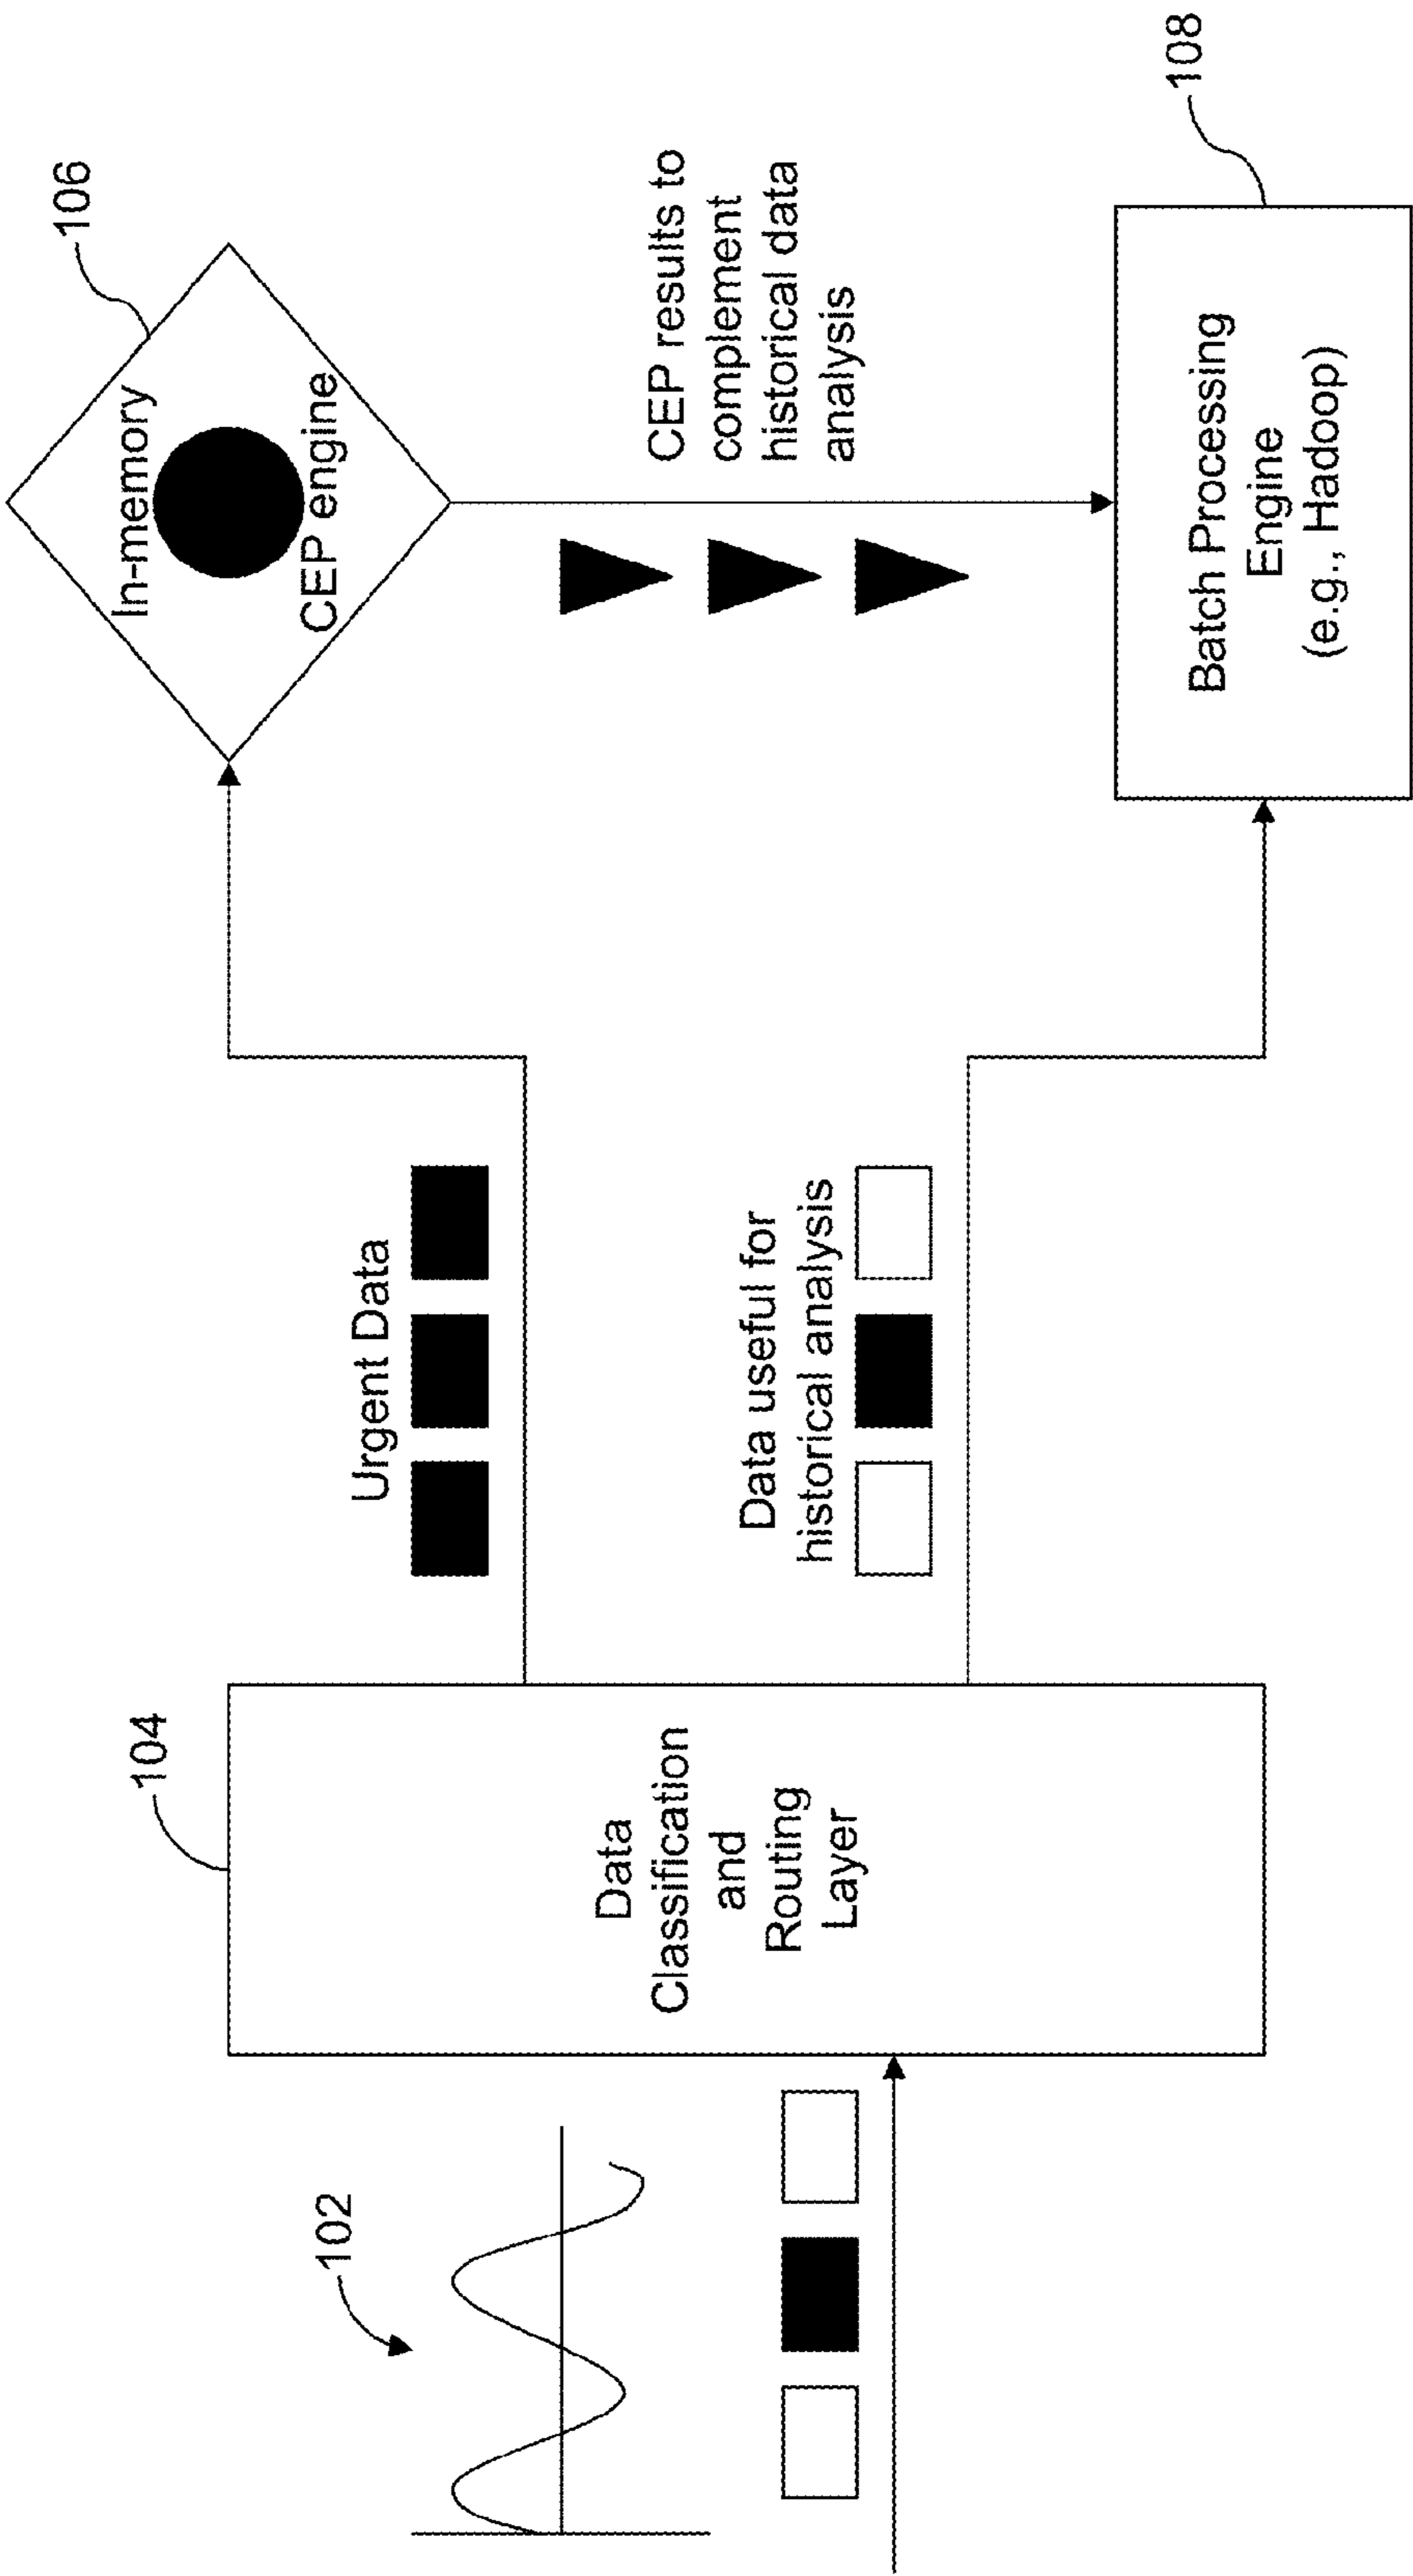 102
104
Data
Classification
and
Routing
Layer
Urgent Data
Data useful for
historical analysis
106
In-memory
CEP engine
CEP results to
complement
historical data
analysis
108
Batch Processing
Engine
(e.g., Hadoop)